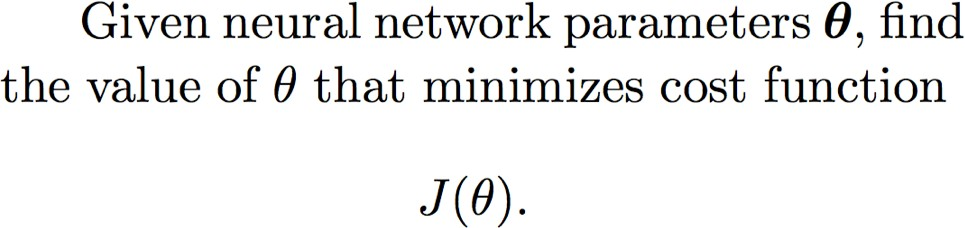 Given neural network parameters θ, find
the value of θ that minimizes cost function
J(θ).